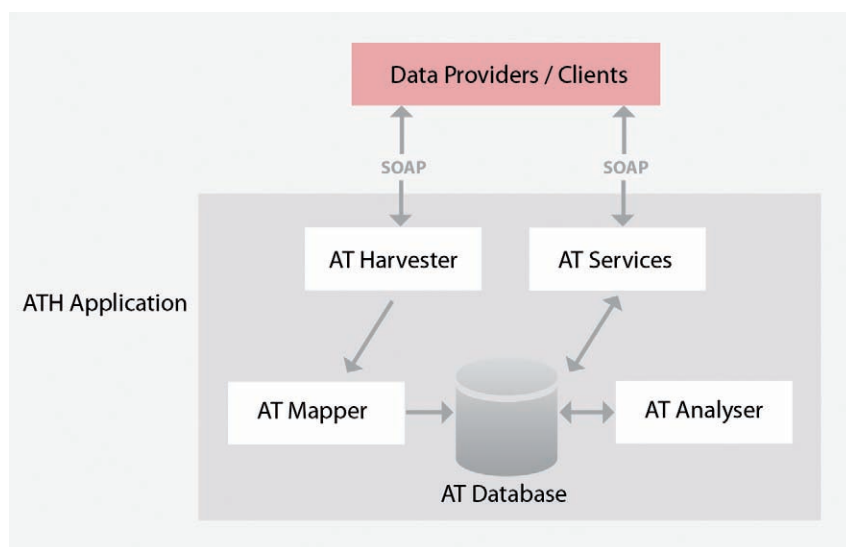 Data Providers / Clients
SOAP
SOAP
AT Harvester
AT Services
ATH Application
AT Mapper
AT Analyser
AT Database